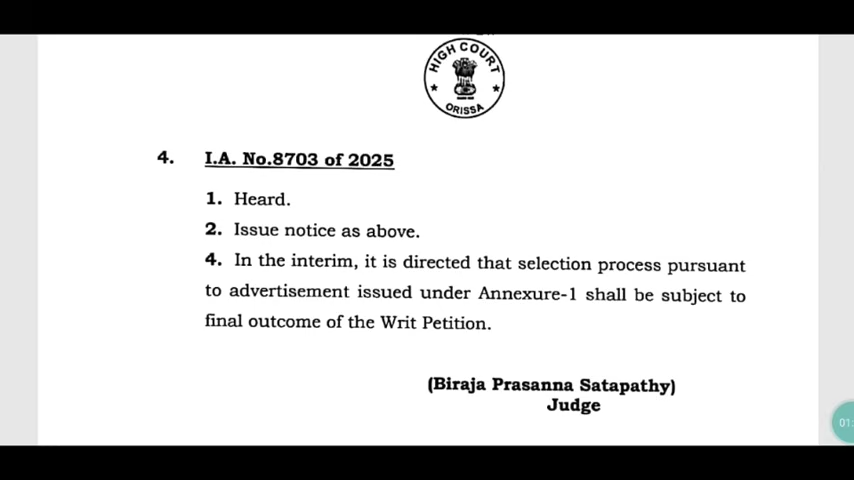 HIGH COURT
ORISSA
4. I.A. No.8703 of 2025
1. Heard.
2. Issue notice as above.
4. In the interim, it is directed that selection process pursuant
to advertisement issued under Annexure-1 shall be subject to
final outcome of the Writ Petition.
(Biraja Prasanna Satapathy)
Judge
01: